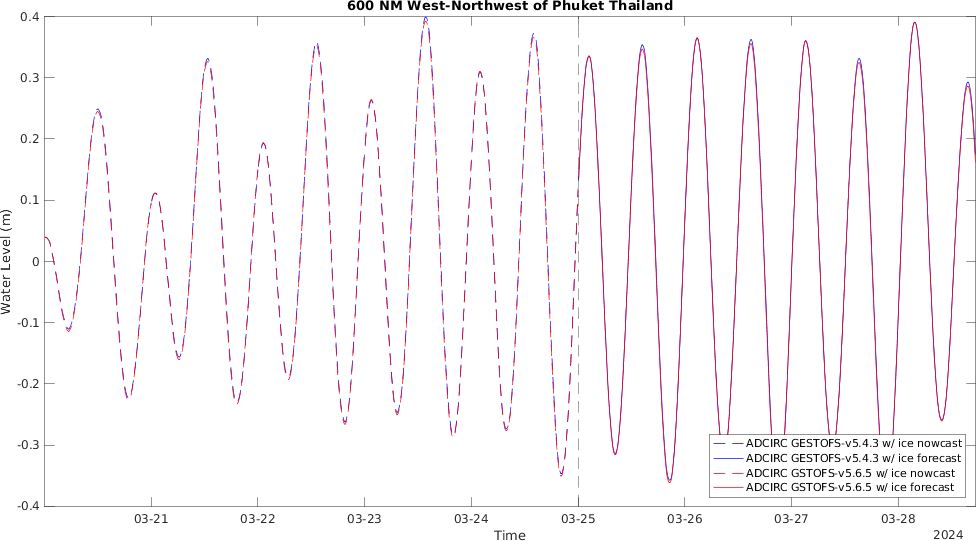 600 NM West-Northwest of Phuket Thailand
0.4
0.3
0.2
0.1
0
-0.1
-0.2
-0.3
-0.4
Water Level (m)
ADCIRC GESTOFS-v5.4.3 w/ ice nowcast
ADCIRC GESTOFS-v5.4.3 w/ ice forecast
ADCIRC GSTOFS-v5.6.5 w/ ice nowcast
ADCIRC GSTOFS-v5.6.5 w/ ice forecast
03-21 03-22 03-23 03-24 03-25 03-26 03-27 03-28
Time
2024